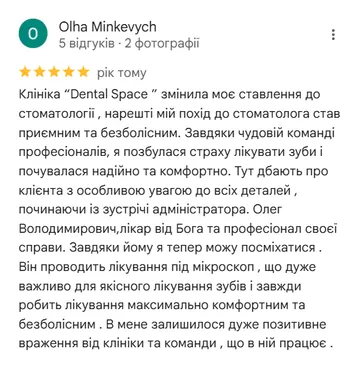 O
Olha Minkevych
5 відгуків · 2 фотографії
рік тому
Клініка “Dental Space ” змінила моє ставлення до
стоматології , нарешті мій похід до стоматолога став
приємним та безболісним. Завдяки чудовій команді
професіоналів, я позбулася страху лікувати зуби і
почувалася надійно та комфортно. Тут дбають про
клієнта з особливою увагою до всіх деталей ,
починаючи із зустрічі адміністратора. Олег
Володимирович,лікар від Бога та професіонал своєї
справи. Завдяки йому я тепер можу посміхатися .
Він проводить лікування під мікроскоп , що дуже
важливо для якісного лікування зубів і завжди
робить лікування максимально комфортним та
безболісним . В мене залишилося дуже позитивне
враження від клініки та команди , що в ній працює .